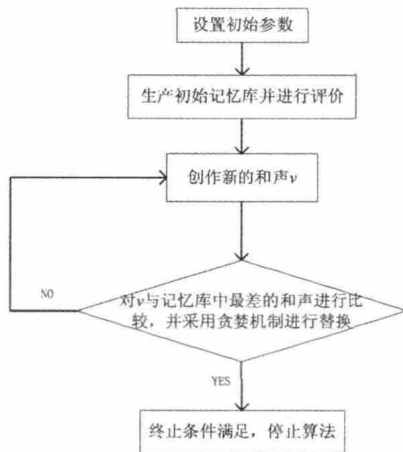 设置初始参数
生产初始记忆库并进行评价
创作新的和声v
NO
对v与记忆库中最差的和声进行比
较，并采用贪婪机制进行替换
YES
终止条件满足，停止算法